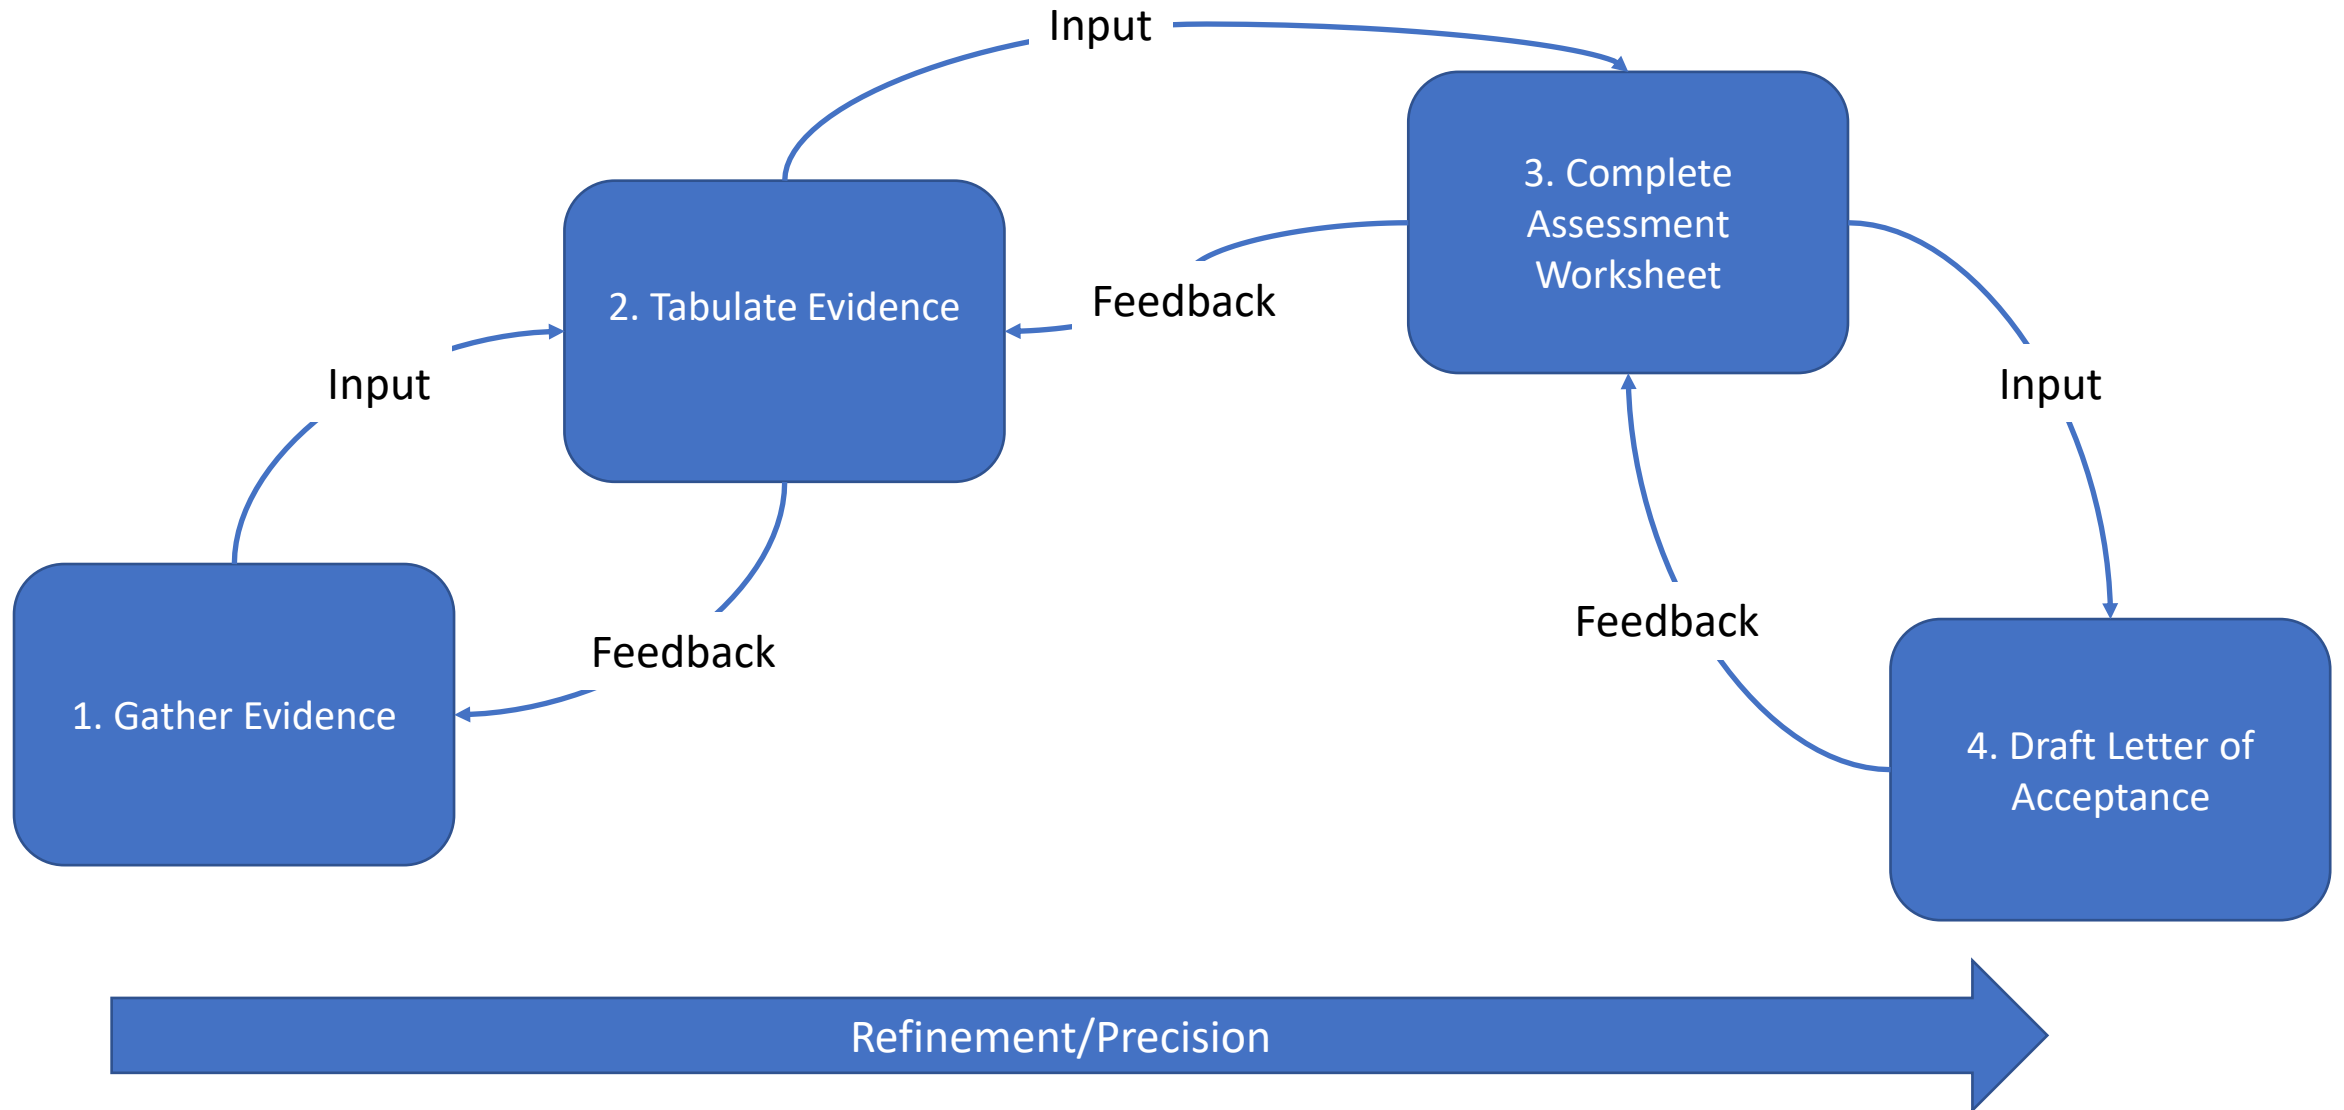 Input
3. Complete
Assessment
Worksheet
2. Tabulate Evidence
Feedback
Input
Input
Feedback
Feedback
1. Gather Evidence
4. Draft Letter of
Acceptance
Refinement/Precision